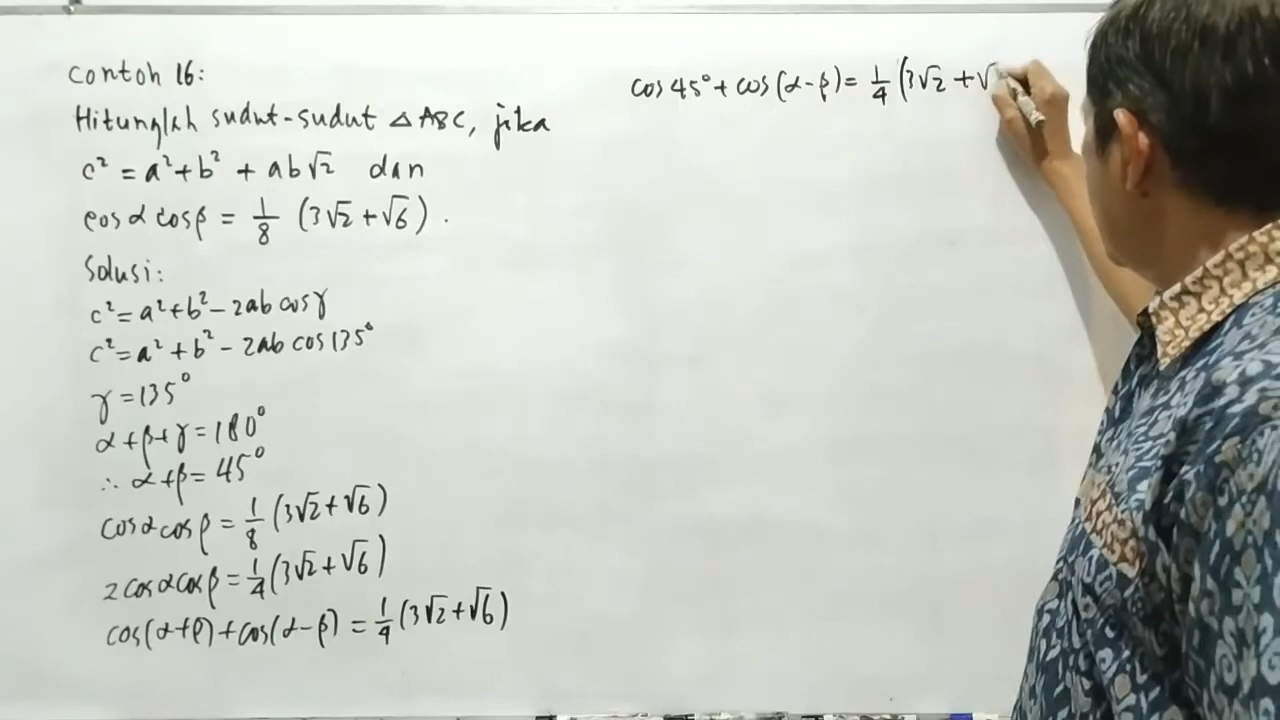 Contoh 16:
Hitunglah sudut-sudut △ABC, jika
c² = a² + b² + ab√2 dan
cos α cos β = 1/8 (3√2 + √6).
Solusi:
c² = a² + b² - 2ab cos γ
c² = a² + b² - 2ab cos 135°
γ = 135°
α + β + γ = 180°
∴ α + β = 45°
cos α cos β = 1/8 (3√2 + √6)
2 cos α cos β = 1/4 (3√2 + √6)
cos(α + β) + cos(α - β) = 1/4 (3√2 + √6)
cos 45° + cos(α - β) = 1/4 (3√2 + √